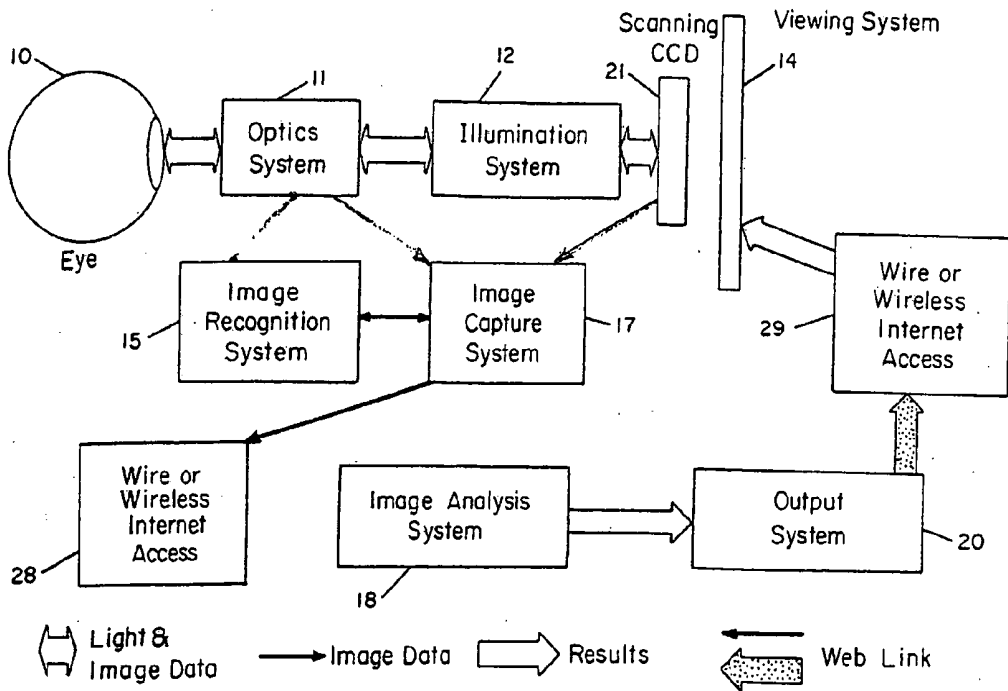 Scanning
CCD
Viewing System
10
11
12
21
14
Optics
System
Illumination
System
Eye
Image
Recognition
System
15
Image
Capture
System
17
Wire or
Wireless
Internet
Access
29
Wire or
Wireless
Internet
Access
28
Image Analysis
System
18
Output
System
20
Light &
Image Data
Image Data
Results
Web Link